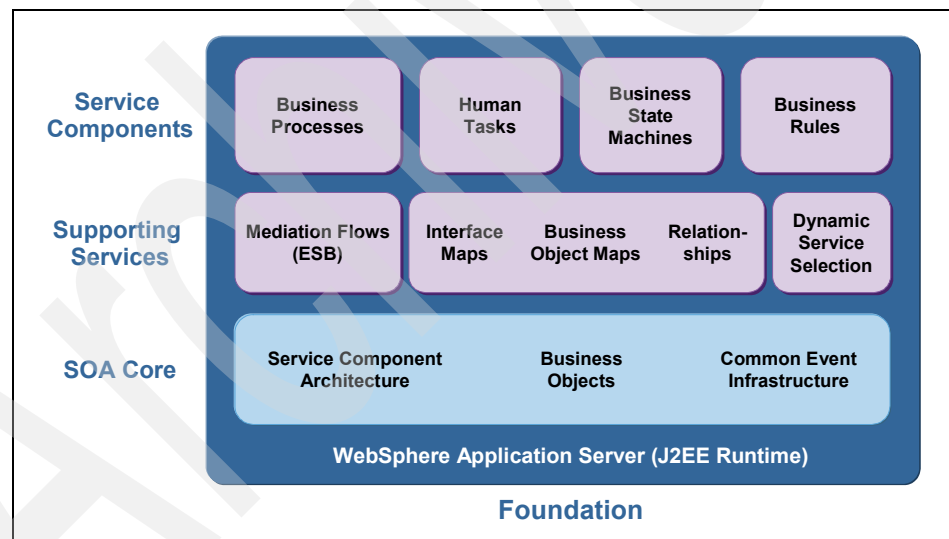 Service
Components
Business
Processes
Human
Tasks
Business
State
Machines
Business
Rules
Supporting
Services
Mediation Flows
(ESB)
Interface
Maps
Business
Object Maps
Relation-
ships
Dynamic
Service
Selection
SOA Core
Service Component
Architecture
Business
Objects
Common Event
Infrastructure
WebSphere Application Server (J2EE Runtime)
Foundation